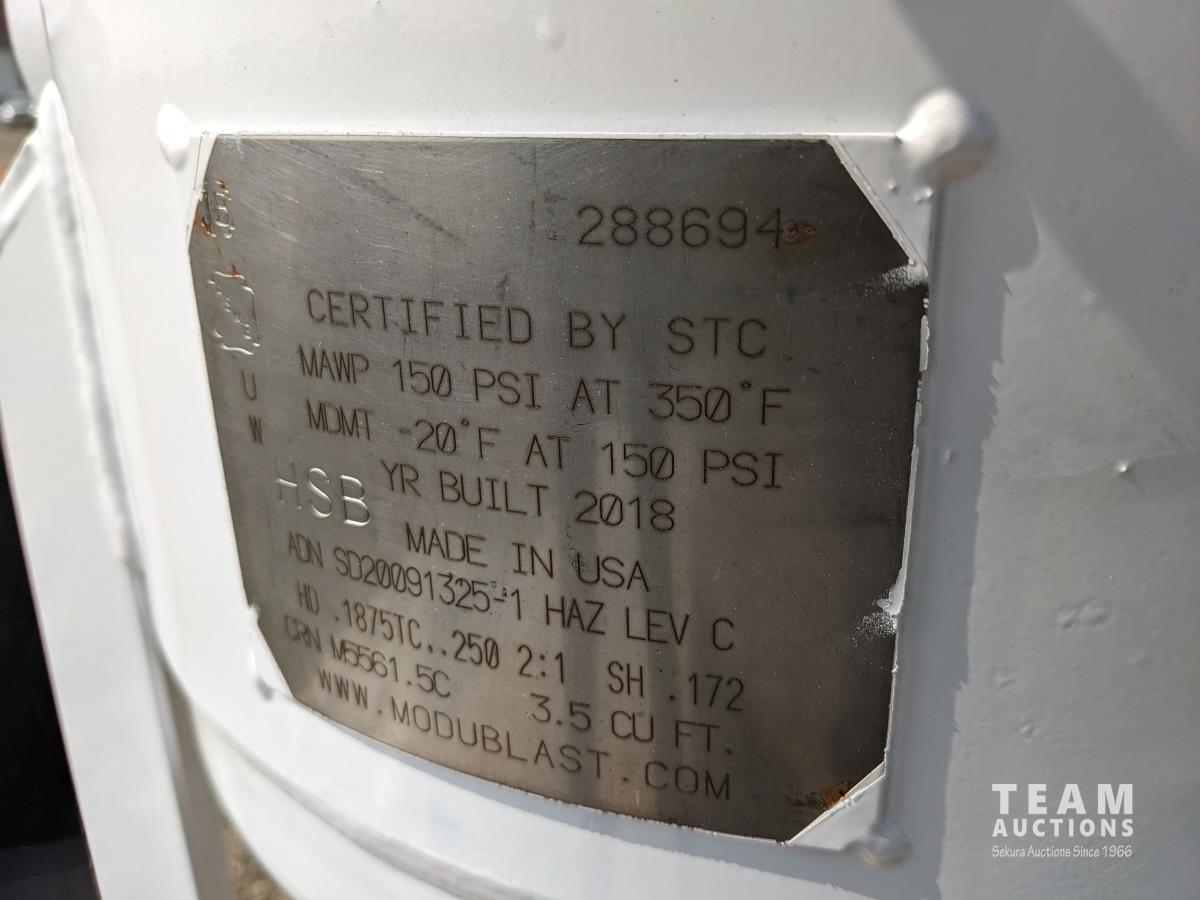 288694
CERTIFIED BY STC
MAWP 150 PSI AT 350°F
MDMT -20°F AT 150 PSI
U
W
HSB
YR BUILT 2018
MADE IN USA
ADN SD20091325-1 HAZ LEV C
HD .1875TC..250 2:1 SH .172
CRN M5561.5C 3.5 CU FT.
WWW.MODUBLAST.COM
TEAM
AUCTIONS
Sekura Auctions Since 1966